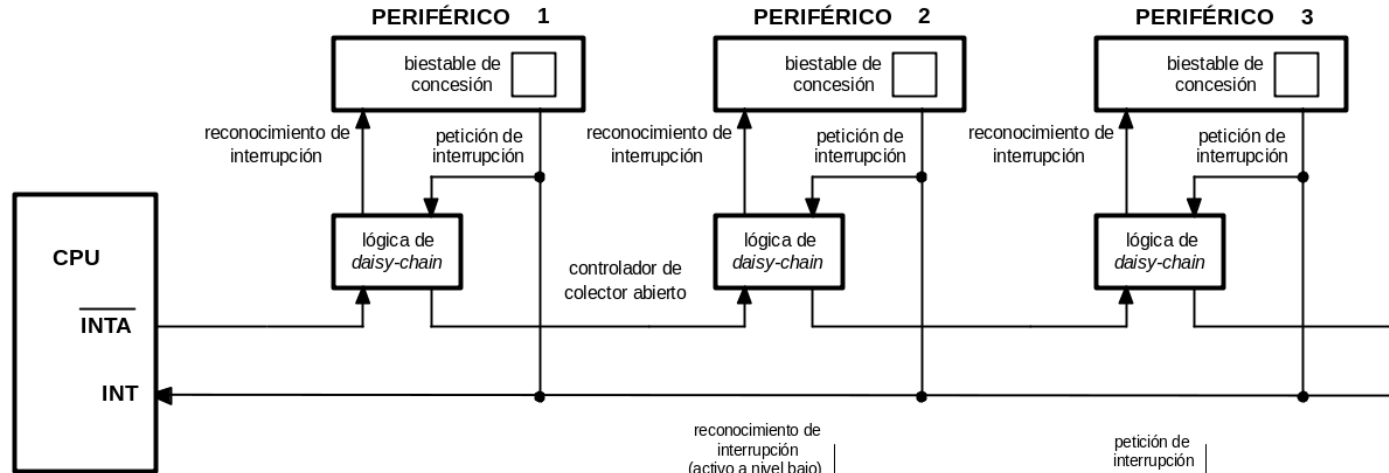 PERIFÉRICO 1
PERIFÉRICO 2
PERIFÉRICO 3
biestable de
concesión
biestable de
concesión
biestable de
concesión
reconocimiento de
interrupción
petición de
interrupción
reconocimiento de
interrupción
petición de
interrupción
reconocimiento de
interrupción
petición de
interrupción
lógica de
daisy-chain
lógica de
daisy-chain
lógica de
daisy-chain
CPU
controlador de
colector abierto
INTA
INT
reconocimiento de
interrupción
(activo a nivel bajo)
petición de
interrupción